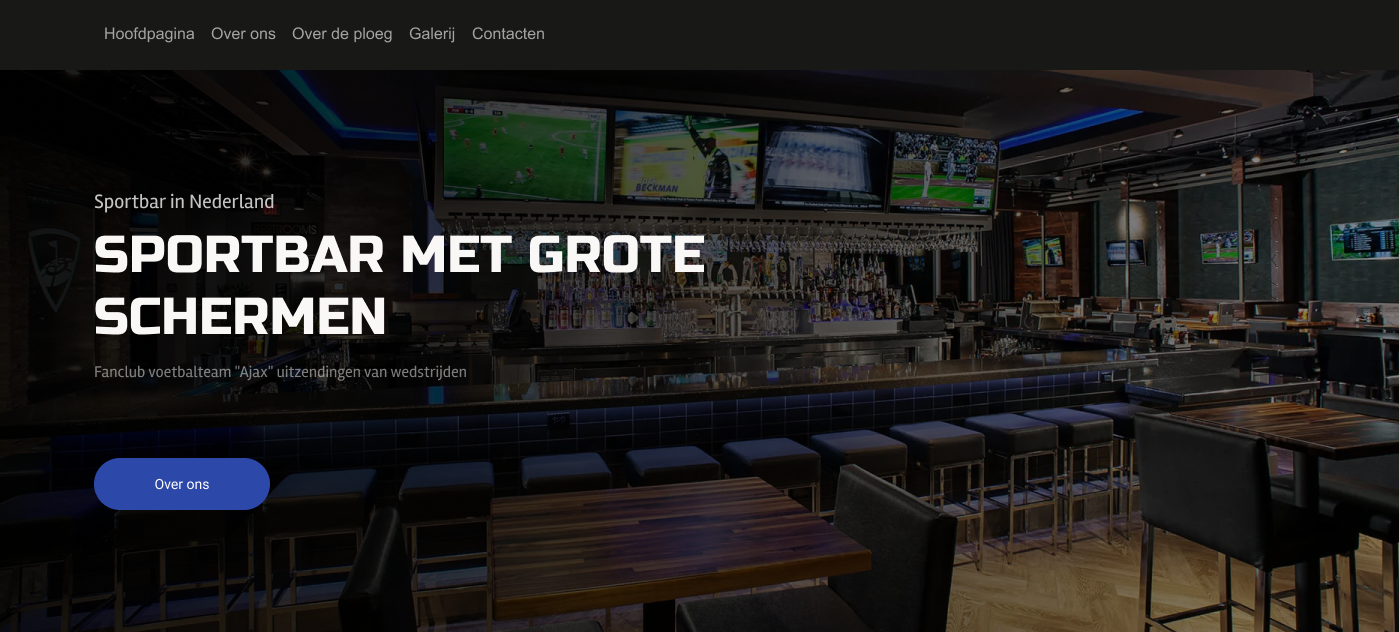 Hoofdpagina Over ons Over de ploeg Galerij Contacten
Sportbar in Nederland
SPORTBAR MET GROTE
SCHERMEN
Fanclub voetbalteam "Ajax" uitzendingen van wedstrijden
Over ons
BECKMAN